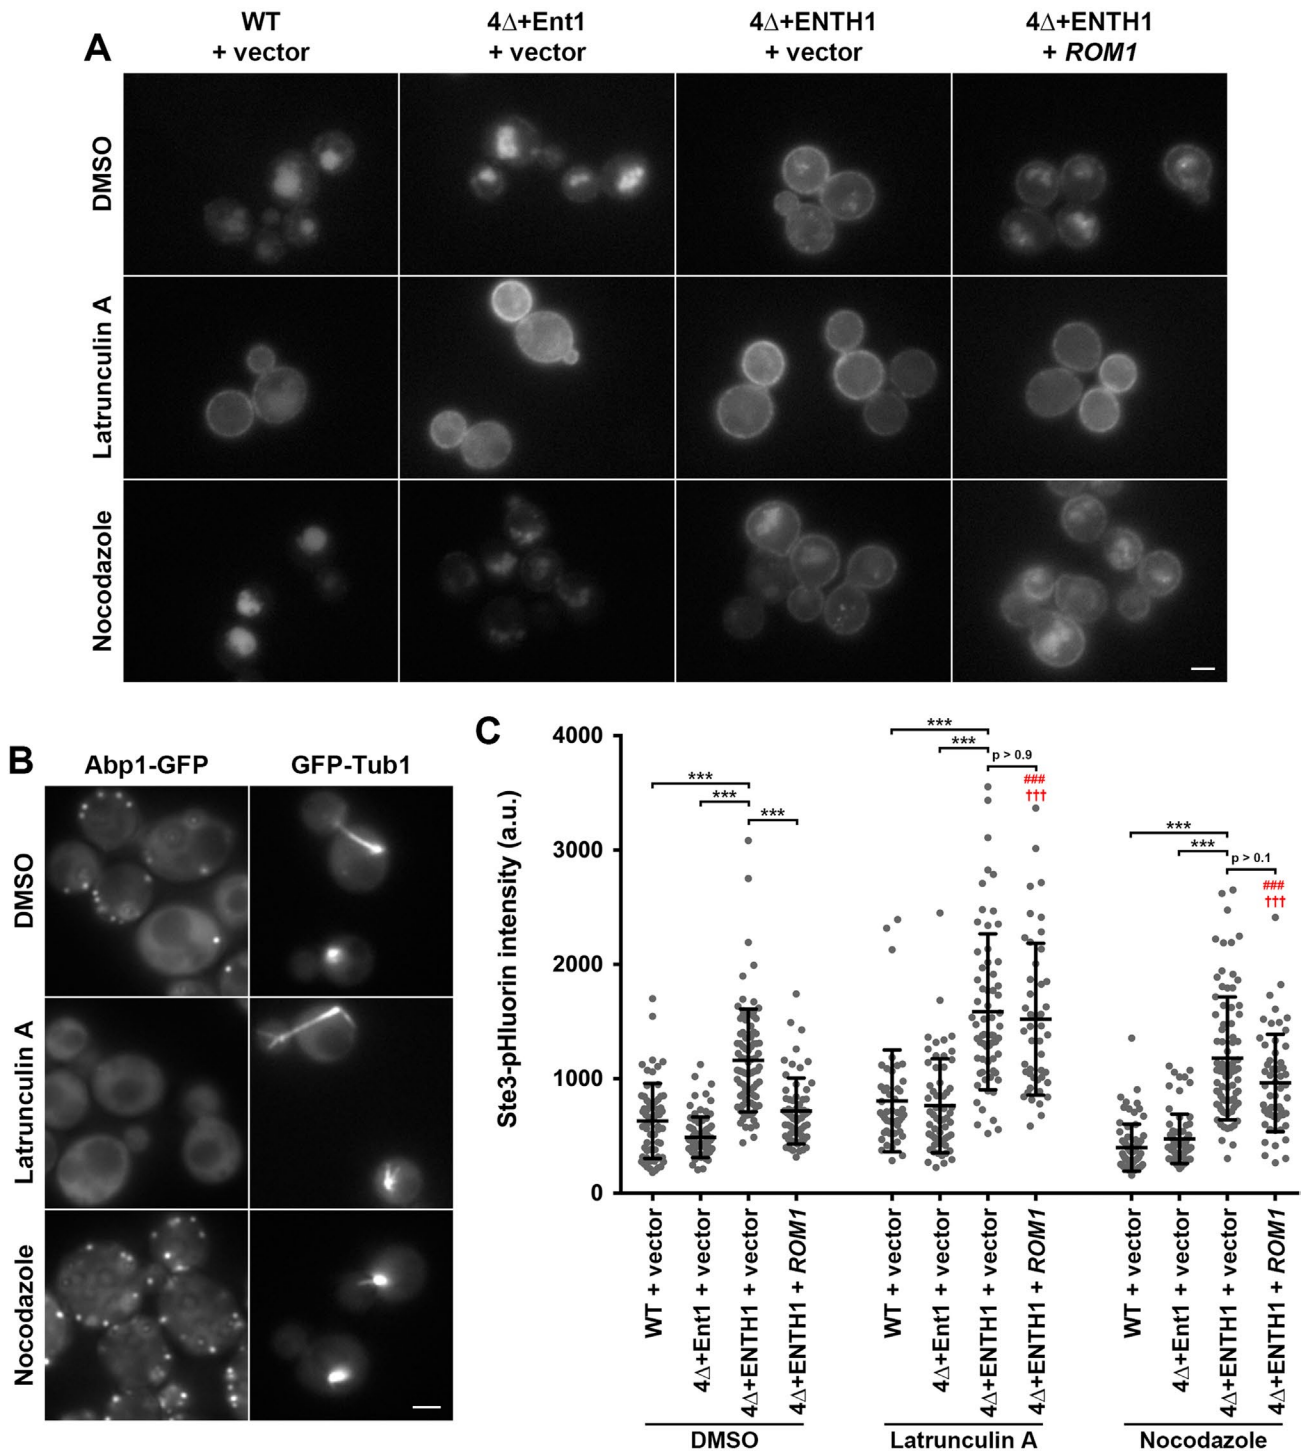 A
WT
+ vector
4Δ+Ent1
+ vector
4Δ+ENTH1
+ vector
4Δ+ENTH1
+ ROM1
DMSO
Latrunculin A
Nocodazole
B
Abp1-GFP
GFP-Tub1
DMSO
Latrunculin A
Nocodazole
C
Ste3-pHluorin intensity (a.u.)
4000
3000
2000
1000
0
***
***
***
***
***
p > 0.9
###
†††
***
***
p > 0.1
###
†††
WT + vector
4Δ+Ent1 + vector
4Δ+ENTH1 + vector
4Δ+ENTH1 + ROM1
WT + vector
4Δ+Ent1 + vector
4Δ+ENTH1 + vector
4Δ+ENTH1 + ROM1
WT + vector
4Δ+Ent1 + vector
4Δ+ENTH1 + vector
4Δ+ENTH1 + ROM1
DMSO
Latrunculin A
Nocodazole